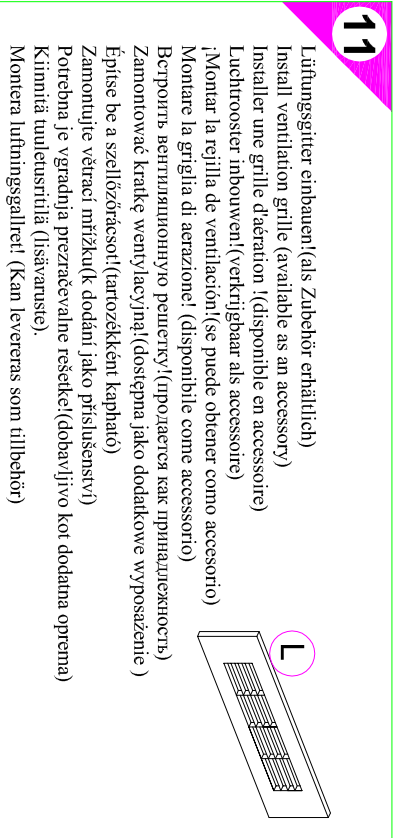 11
Lüftungsgitter einbauen!(als Zubehör erhältlich)
Install ventilation grille (available as an accessory)
Installer une grille d'aération !(disponible en accessoire)
Luchtrooster inbouwen!(verkrijgbaar als accessoire)
¡Montar la rejilla de ventilación!(se puede obtener como accesorio)
Montare la griglia di aerazione! (disponibile come accessorio)
Встроить вентиляционную решетку!(продается как принадлежность)
Zamontować kratkę wentylacyjną!(dostępna jako dodatkowe wyposażenie )
Építse be a szellőzőrácsot!(tartozékként kapható)
Zamontujte větrací mřížku(k dodání jako příslušenství)
Potrebna je vgradnja prezračevalne rešetke!(dobavljivo kot dodatna oprema)
Kiinnitä tuuletusritilä (lisävaruste).
Montera luftningsgallret! (Kan levereras som tillbehör)
L